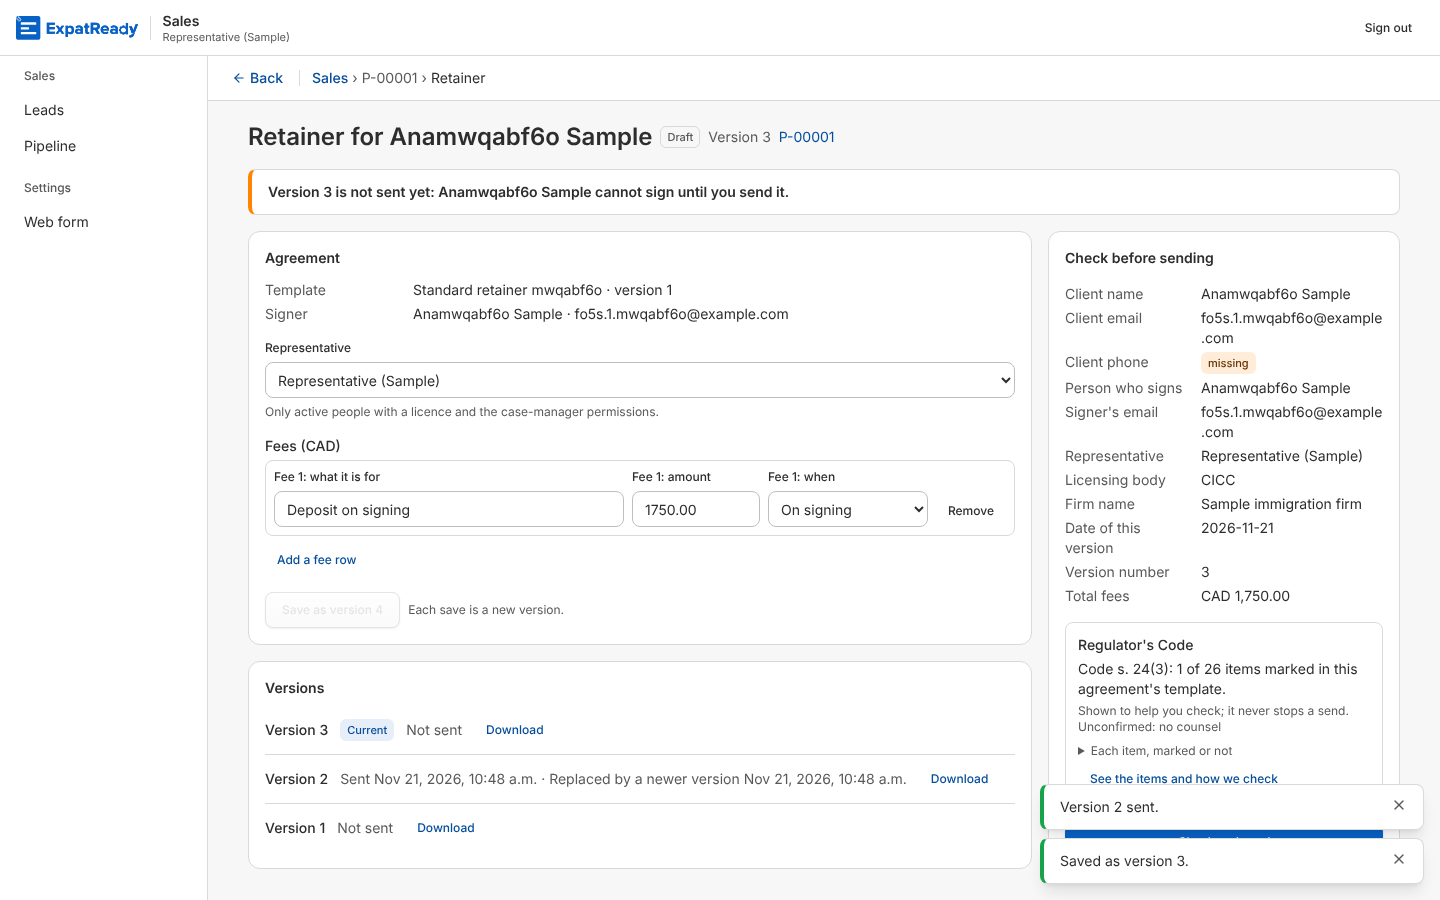 ExpatReady
Sales
Representative (Sample)
Sign out
Sales
Leads
Pipeline
Settings
Web form
← Back
Sales › P-00001 › Retainer
Retainer for Anamwqabf6o Sample Draft Version 3 P-00001
Version 3 is not sent yet: Anamwqabf6o Sample cannot sign until you send it.
Agreement
Template Standard retainer mwqabf6o · version 1
Signer Anamwqabf6o Sample · fo5s.1.mwqabf6o@example.com
Representative
Representative (Sample)
Only active people with a licence and the case-manager permissions.
Fees (CAD)
Fee 1: what it is for Fee 1: amount Fee 1: when
Deposit on signing 1750.00 On signing Remove
Add a fee row
Save as version 4 Each save is a new version.
Versions
Version 3 Current Not sent Download
Version 2 Sent Nov 21, 2026, 10:48 a.m. · Replaced by a newer version Nov 21, 2026, 10:48 a.m. Download
Version 1 Not sent Download
Check before sending
Client name Anamwqabf6o Sample
Client email fo5s.1.mwqabf6o@example
.com
Client phone missing
Person who signs Anamwqabf6o Sample
Signer's email fo5s.1.mwqabf6o@example
.com
Representative Representative (Sample)
Licensing body CICC
Firm name Sample immigration firm
Date of this 2026-11-21
version
Version number 3
Total fees CAD 1,750.00
Regulator's Code
Code s. 24(3): 1 of 26 items marked in this
agreement's template.
Shown to help you check; it never stops a send.
Unconfirmed: no counsel
Each item, marked or not
See the items and how we check
Version 2 sent.
Saved as version 3.